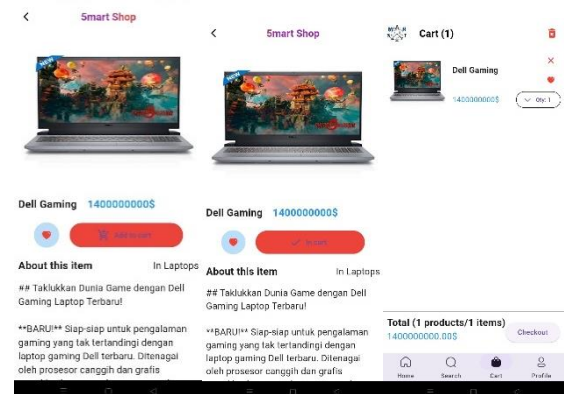 5mart Shop
NEW
Dell Gaming 1400000000$
Add to cart
About this item In Laptops
## Taklukkan Dunia Game dengan Dell
Gaming Laptop Terbaru!
**BARU!** Siap-siap untuk pengalaman
gaming yang tak tertandingi dengan
laptop gaming Dell terbaru. Ditenagai
oleh prosesor canggih dan grafis
5mart Shop
NEW
Dell Gaming 1400000000$
In cart
About this item In Laptops
## Taklukkan Dunia Game dengan Dell
Gaming Laptop Terbaru!
**BARU!** Siap-siap untuk pengalaman
gaming yang tak tertandingi dengan
laptop gaming Dell terbaru. Ditenagai
oleh prosesor canggih dan grafis
Cart (1)
NEW
Dell Gaming
1400000000$
Qty: 1
Total (1 products/1 items)
1400000000.00$
Checkout
Home Search Cart Profile